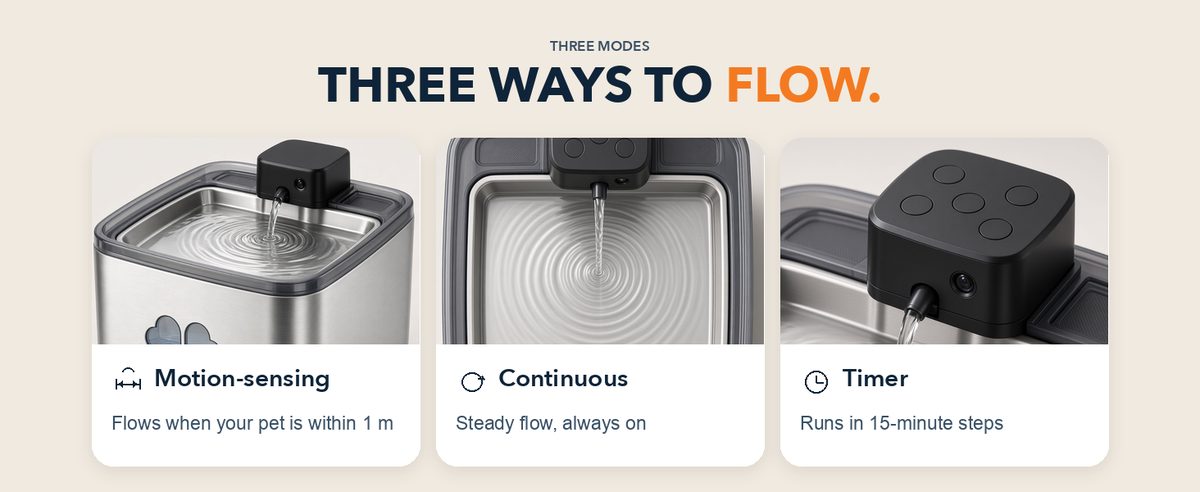 THREE MODES
THREE WAYS TO FLOW.
Motion-sensing
Flows when your pet is within 1 m
Continuous
Steady flow, always on
Timer
Runs in 15-minute steps